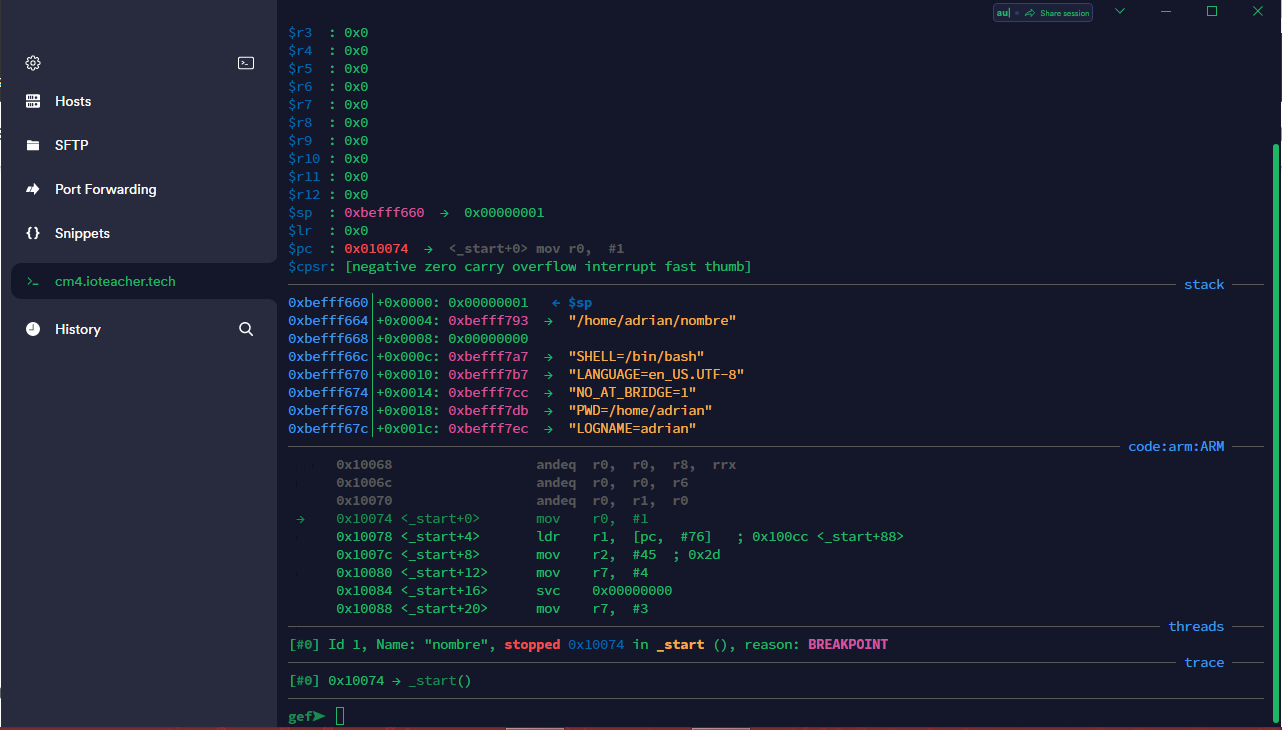 au| Share session
Hosts
SFTP
Port Forwarding
{} Snippets
>_ cm4.ioteacher.tech
History
$r3  : 0x0
$r4  : 0x0
$r5  : 0x0
$r6  : 0x0
$r7  : 0x0
$r8  : 0x0
$r9  : 0x0
$r10 : 0x0
$r11 : 0x0
$r12 : 0x0
$sp  : 0xbefff660  →  0x00000001
$lr  : 0x0
$pc  : 0x010074  →  <_start+0> mov r0,  #1
$cpsr: [negative zero carry overflow interrupt fast thumb]
stack
0xbefff660│+0x0000: 0x00000001   ← $sp
0xbefff664│+0x0004: 0xbefff793  →  "/home/adrian/nombre"
0xbefff668│+0x0008: 0x00000000
0xbefff66c│+0x000c: 0xbefff7a7  →  "SHELL=/bin/bash"
0xbefff670│+0x0010: 0xbefff7b7  →  "LANGUAGE=en_US.UTF-8"
0xbefff674│+0x0014: 0xbefff7cc  →  "NO_AT_BRIDGE=1"
0xbefff678│+0x0018: 0xbefff7db  →  "PWD=/home/adrian"
0xbefff67c│+0x001c: 0xbefff7ec  →  "LOGNAME=adrian"
code:arm:ARM
0x10068                  andeq  r0,  r0,  r8,  rrx
0x1006c                  andeq  r0,  r0,  r6
0x10070                  andeq  r0,  r1,  r0
→   0x10074 <_start+0>       mov    r0,  #1
0x10078 <_start+4>       ldr    r1,  [pc,  #76]   ; 0x100cc <_start+88>
0x1007c <_start+8>       mov    r2,  #45  ; 0x2d
0x10080 <_start+12>      mov    r7,  #4
0x10084 <_start+16>      svc    0x00000000
0x10088 <_start+20>      mov    r7,  #3
threads
[#0] Id 1, Name: "nombre", stopped 0x10074 in _start (), reason: BREAKPOINT
trace
[#0] 0x10074 → _start()
gef➤